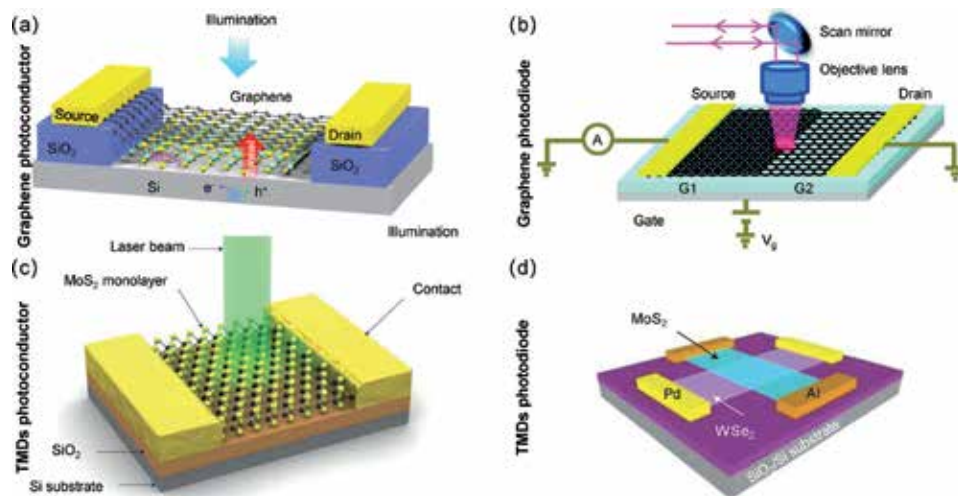 (a)
Graphene photoconductor
Illumination
Graphene
Source
Drain
SiO₂
SiO₂
Si
e⁻
h⁺
Illumination
(b)
Graphene photodiode
Scan mirror
Objective lens
Source
Drain
A
G1
G2
Gate
Vg
(c)
TMDs photoconductor
Laser beam
MoS₂ monolayer
Contact
SiO₂
Si substrate
(d)
TMDs photodiode
MoS₂
Pd
Al
WSe₂
SiO₂/Si substrate